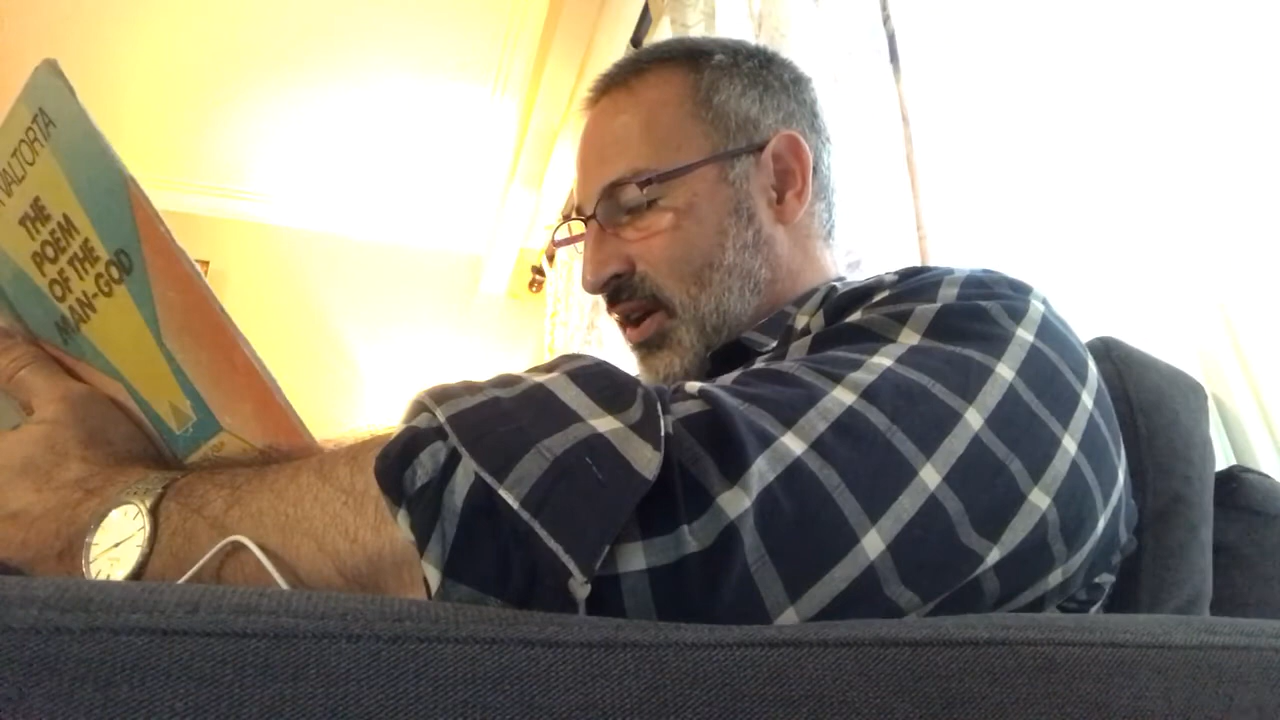 VALTORTA
THE
POEM
OF THE
MAN-GOD